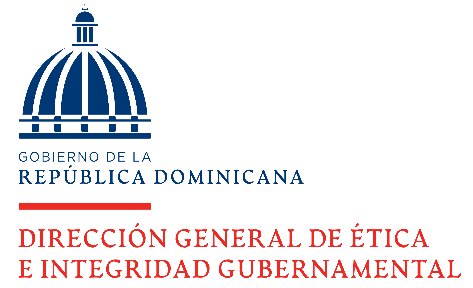 GOBIERNO DE LA
REPÚBLICA DOMINICANA
DIRECCIÓN GENERAL DE ÉTICA
E INTEGRIDAD GUBERNAMENTAL